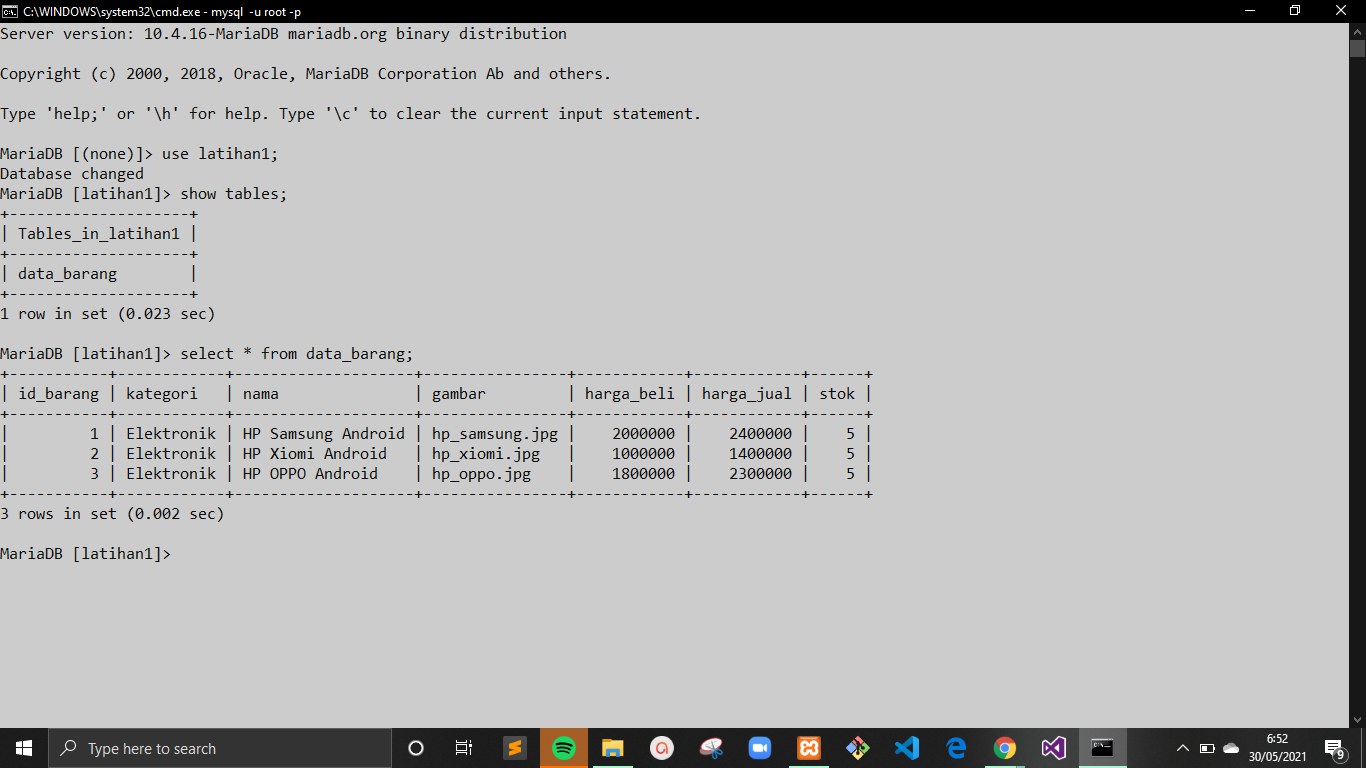 C:\WINDOWS\system32\cmd.exe - mysql -u root -p
Server version: 10.4.16-MariaDB mariadb.org binary distribution
Copyright (c) 2000, 2018, Oracle, MariaDB Corporation Ab and others.
Type 'help;' or '\h' for help. Type '\c' to clear the current input statement.
MariaDB [(none)]> use latihan1;
Database changed
MariaDB [latihan1]> show tables;
+--------------------+
| Tables_in_latihan1 |
+--------------------+
| data_barang        |
+--------------------+
1 row in set (0.023 sec)
MariaDB [latihan1]> select * from data_barang;
+-----------+------------+--------------------+----------------+------------+------------+------+
| id_barang | kategori   | nama               | gambar         | harga_beli | harga_jual | stok |
+-----------+------------+--------------------+----------------+------------+------------+------+
|         1 | Elektronik | HP Samsung Android | hp_samsung.jpg |    2000000 |    2400000 |    5 |
|         2 | Elektronik | HP Xiomi Android   | hp_xiomi.jpg   |    1000000 |    1400000 |    5 |
|         3 | Elektronik | HP OPPO Android    | hp_oppo.jpg    |    1800000 |    2300000 |    5 |
+-----------+------------+--------------------+----------------+------------+------------+------+
3 rows in set (0.002 sec)
MariaDB [latihan1]>
Type here to search
6:52
30/05/2021
9